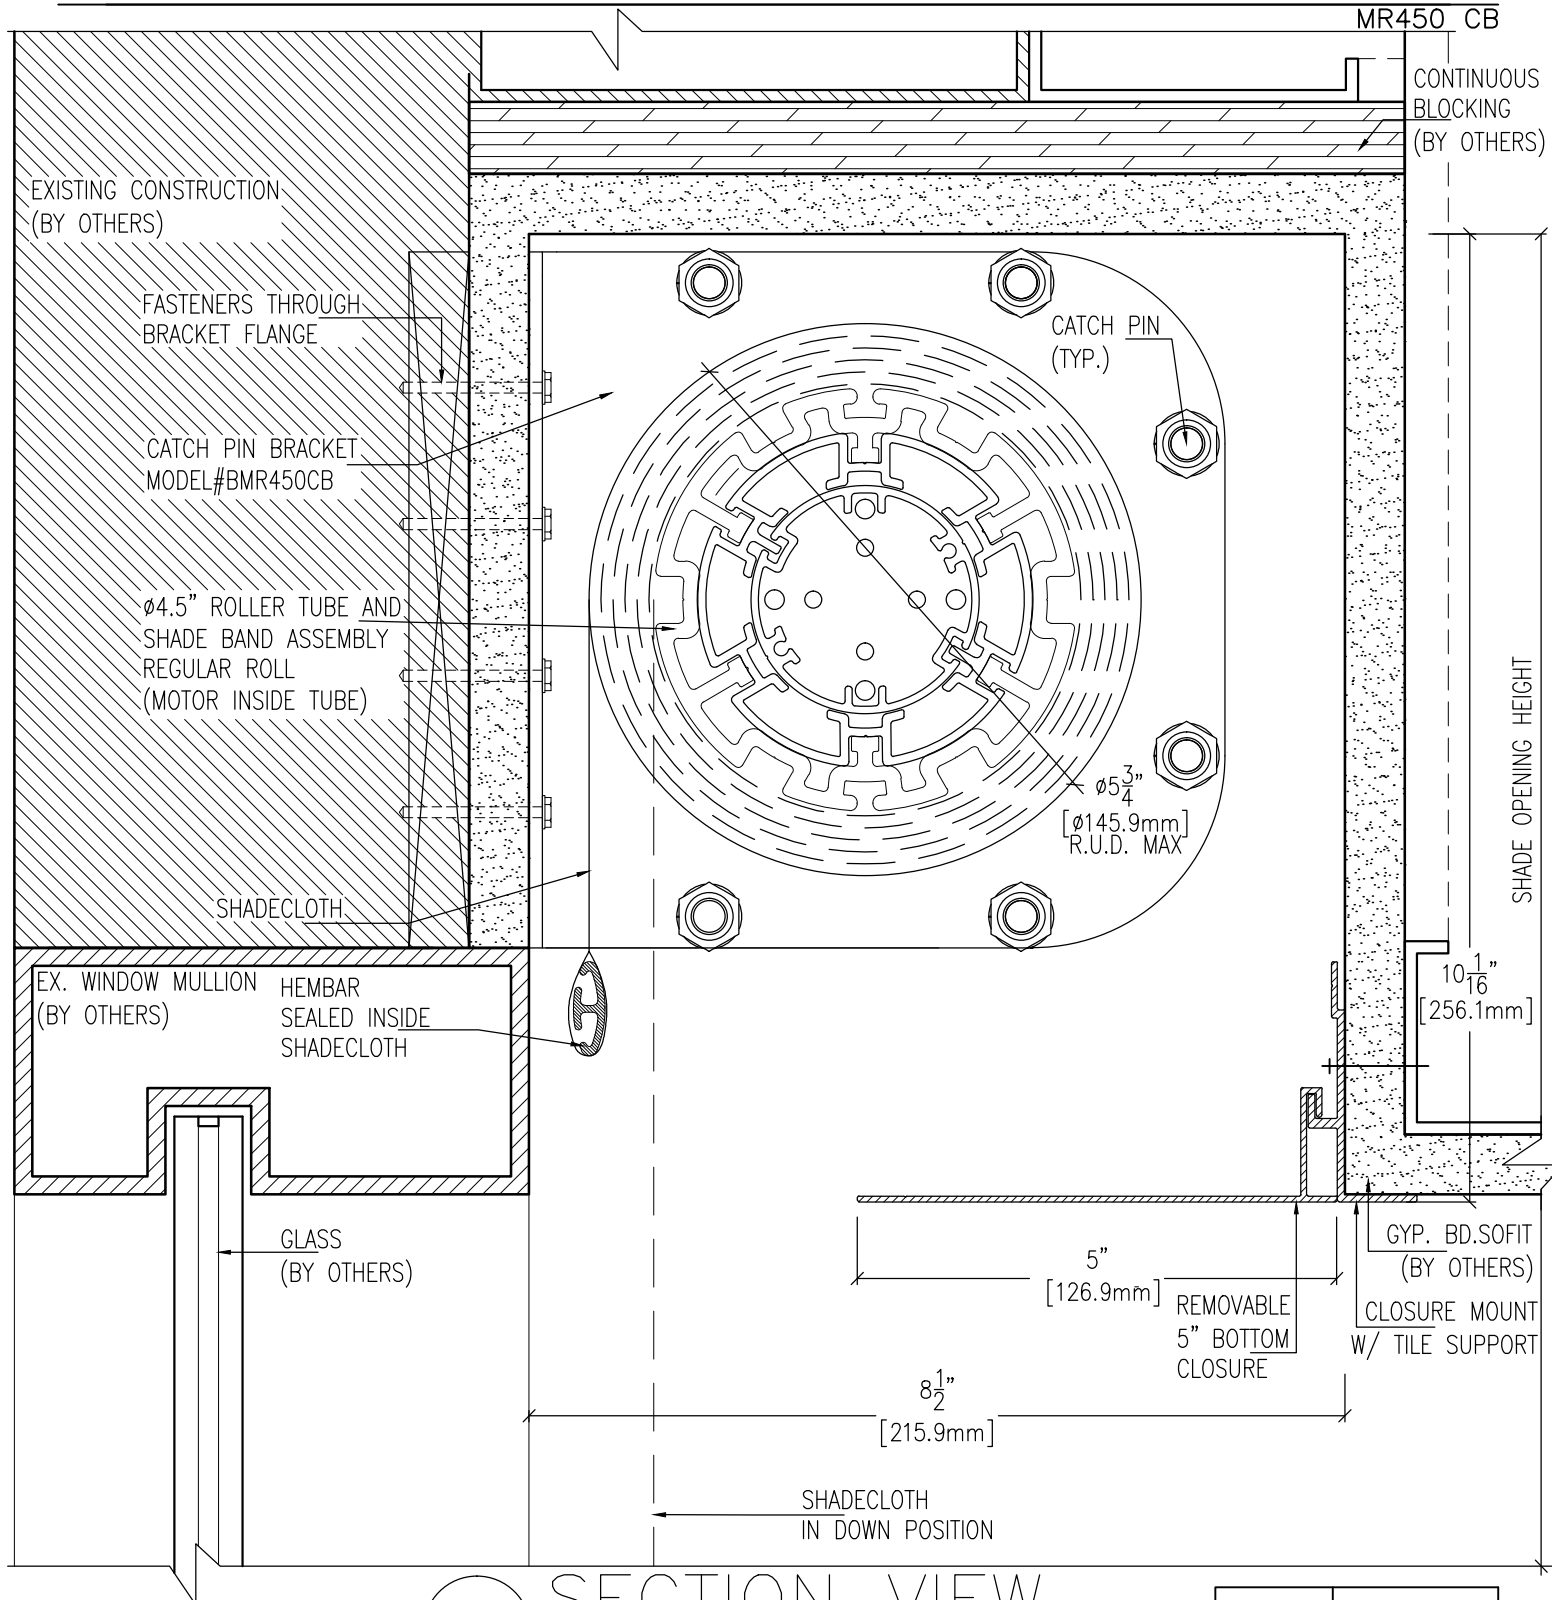 MR450 CB
CONTINUOUS
BLOCKING
(BY OTHERS)
EXISTING CONSTRUCTION
(BY OTHERS)
FASTENERS THROUGH
BRACKET FLANGE
CATCH PIN
(TYP.)
CATCH PIN BRACKET
MODEL#BMR450CB
ø4.5” ROLLER TUBE AND
SHADE BAND ASSEMBLY
REGULAR ROLL
(MOTOR INSIDE TUBE)
SHADE OPENING HEIGHT
ø5 3/4”
[ø145.9mm]
R.U.D. MAX
SHADECLOTH
10 1/16”
[256.1mm]
EX. WINDOW MULLION
(BY OTHERS)
HEMBAR
SEALED INSIDE
SHADECLOTH
GLASS
(BY OTHERS)
GYP. BD.SOFIT
(BY OTHERS)
5”
[126.9mm]
REMOVABLE
5” BOTTOM
CLOSURE
CLOSURE MOUNT
W/ TILE SUPPORT
8 1/2”
[215.9mm]
SHADECLOTH
IN DOWN POSITION
SECTION VIEW